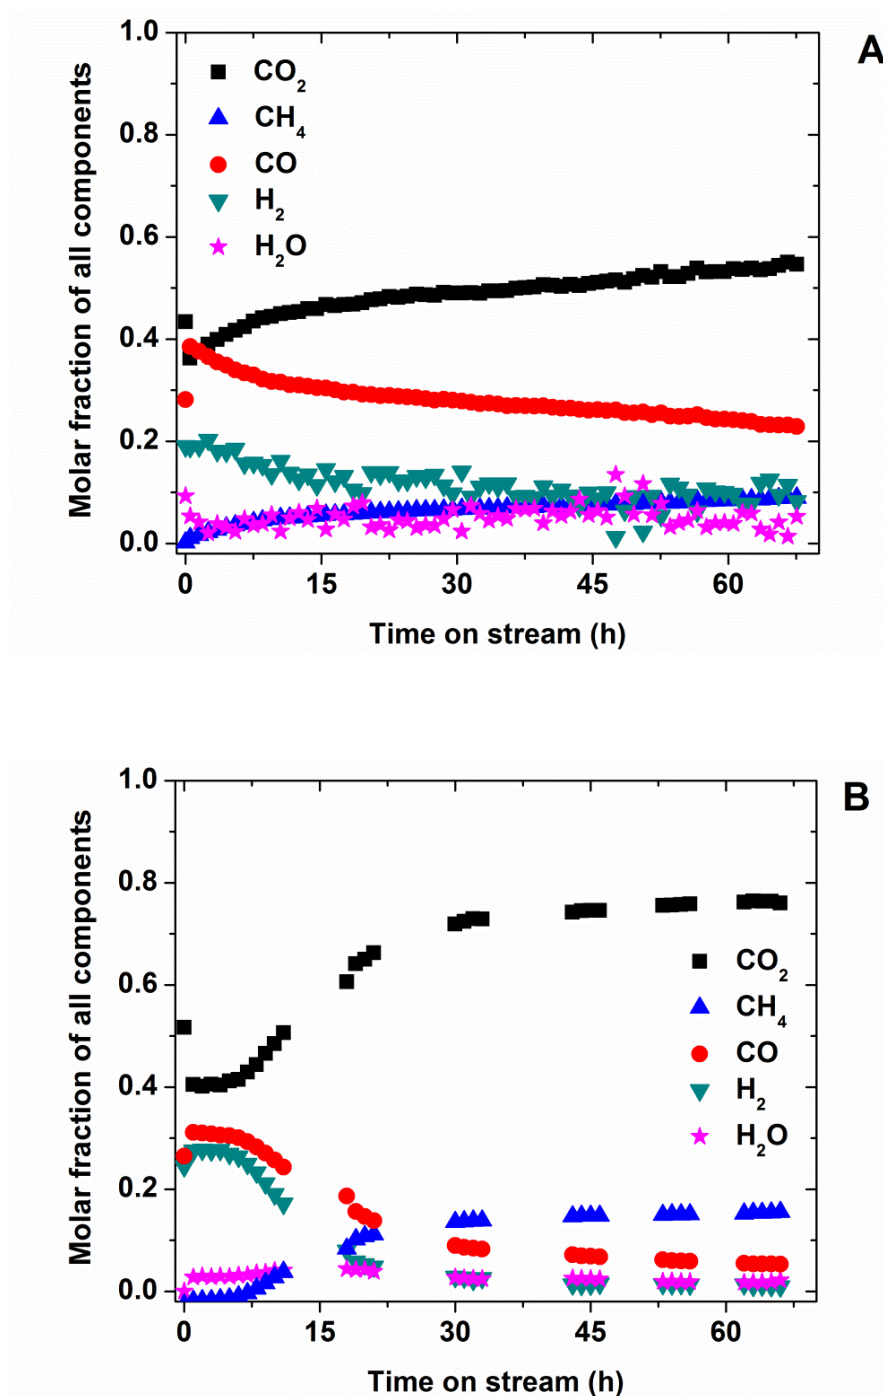 A
Molar fraction of all components
1.0
0.8
0.6
0.4
0.2
0.0
CO₂
CH₄
CO
H₂
H₂O
0 15 30 45 60
Time on stream (h)
B
Molar fraction of all components
1.0
0.8
0.6
0.4
0.2
0.0
CO₂
CH₄
CO
H₂
H₂O
0 15 30 45 60
Time on stream (h)